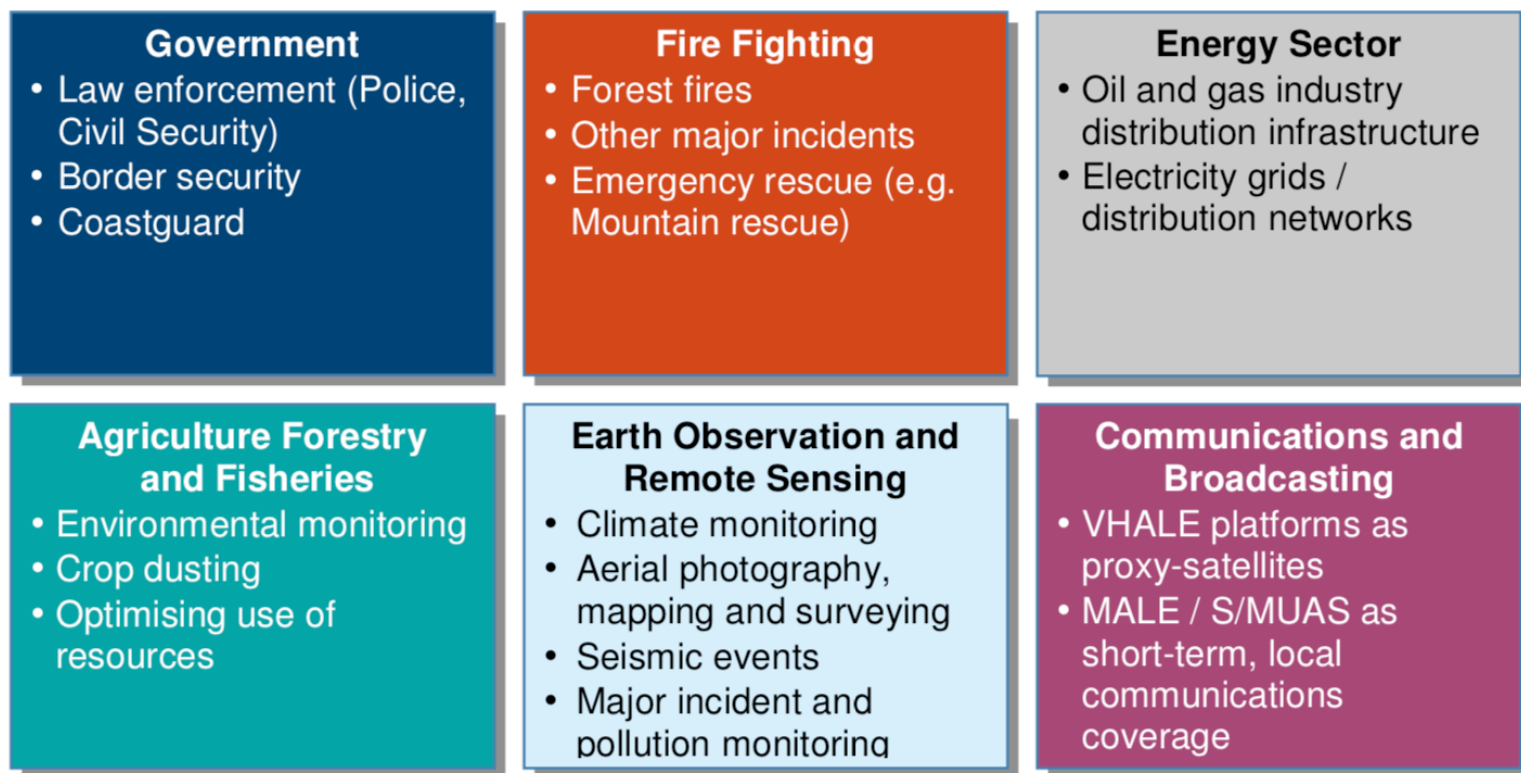 Government
• Law enforcement (Police,
Civil Security)
• Border security
• Coastguard
Fire Fighting
• Forest fires
• Other major incidents
• Emergency rescue (e.g.
Mountain rescue)
Energy Sector
• Oil and gas industry
distribution infrastructure
• Electricity grids /
distribution networks
Agriculture Forestry
and Fisheries
• Environmental monitoring
• Crop dusting
• Optimising use of
resources
Earth Observation and
Remote Sensing
• Climate monitoring
• Aerial photography,
mapping and surveying
• Seismic events
• Major incident and
pollution monitoring
Communications and
Broadcasting
• VHALE platforms as
proxy-satellites
• MALE / S/MUAS as
short-term, local
communications
coverage